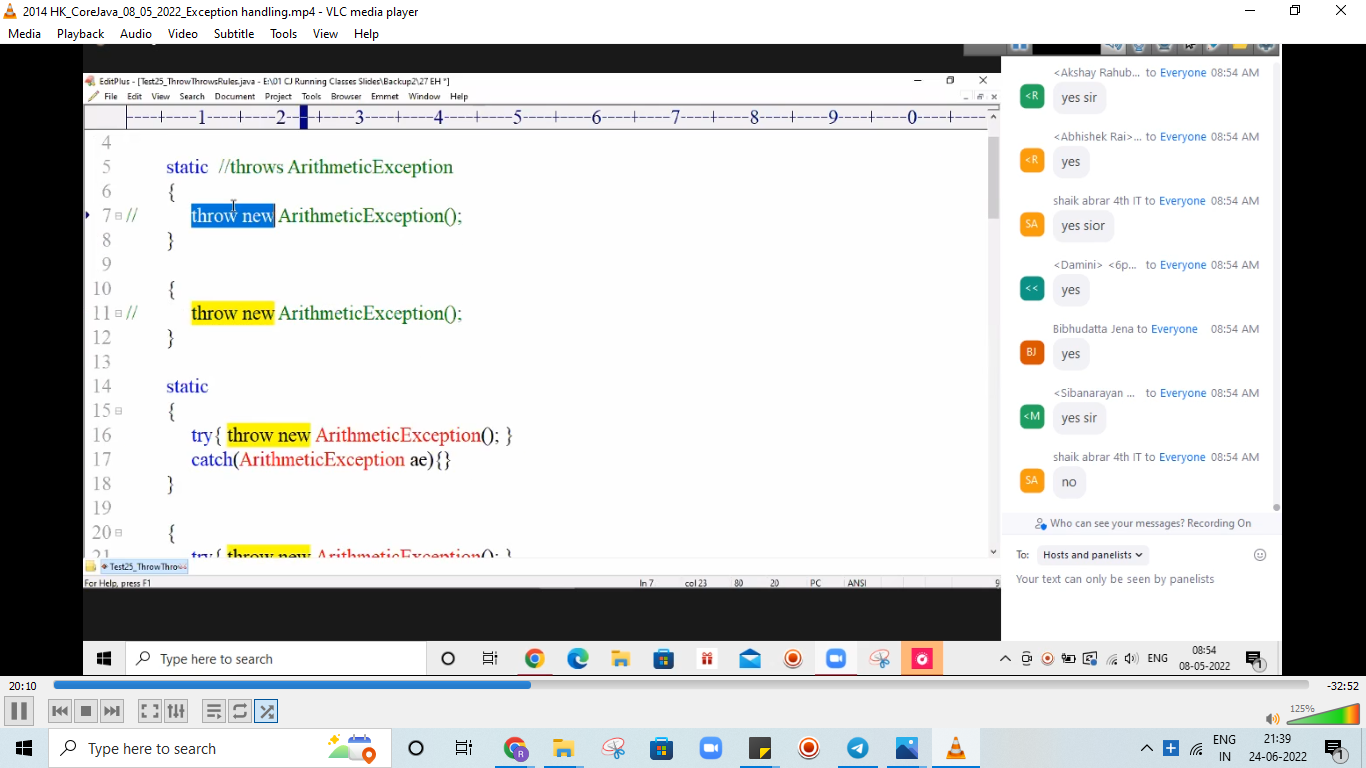 2014 HK_CoreJava_08_05_2022_Exception handling.mp4 - VLC media player
Media Playback Audio Video Subtitle Tools View Help
EditPlus - [Test25_ThrowThrowsRules.java - E:\01 CJ Running Classes Slides\Backup2\27 EH *]
File Edit View Search Document Project Tools Browser Emmet Window Help
----+----1----+----2----+----3----+----4----+----5----+----6----+----7----+----8----+----9----+----0----+--
4
5 static //throws ArithmeticException
6 {
7 // throw new ArithmeticException();
8 }
9
10 {
11 // throw new ArithmeticException();
12 }
13
14 static
15 {
16 try{ throw new ArithmeticException(); }
17 catch(ArithmeticException ae){}
18 }
19
20 {
21 try{ throw new ArithmeticException(); }
Test25_ThrowThro
For Help, press F1 ln 7 col 23 80 20 PC ANSI 9
<Akshay Rahub... to Everyone 08:54 AM
<R yes sir
<Abhishek Rai>... to Everyone 08:54 AM
<R yes
shaik abrar 4th IT to Everyone 08:54 AM
SA yes sior
<Damini> <6p... to Everyone 08:54 AM
<< yes
Bibhudatta Jena to Everyone 08:54 AM
BJ yes
<Sibanarayan ... to Everyone 08:54 AM
<M yes sir
shaik abrar 4th IT to Everyone 08:54 AM
SA no
Who can see your messages? Recording On
To: Hosts and panelists
Your text can only be seen by panelists
Type here to search ENG 08:54 08-05-2022 1
20:10 -32:52
125%
Type here to search ENG IN 21:39 24-06-2022 1